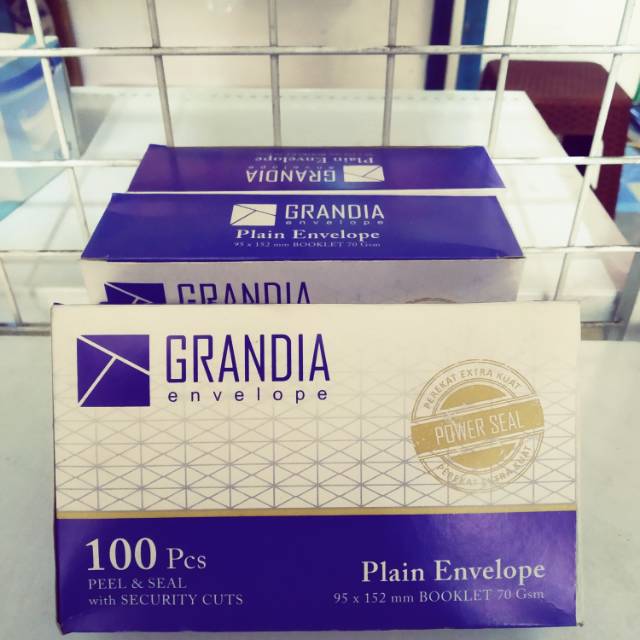 Plain Envelope
GRANDIA
GRANDIA
envelope
Plain Envelope
95 x 152 mm BOOKLET 70 Gsm
GRANDIA
GRANDIA
envelope
PEREKAT EXTRA KUAT
POWER SEAL
PEREKAT EXTRA KUAT
100 Pcs
PEEL & SEAL
with SECURITY CUTS
Plain Envelope
95 x 152 mm BOOKLET 70 Gsm